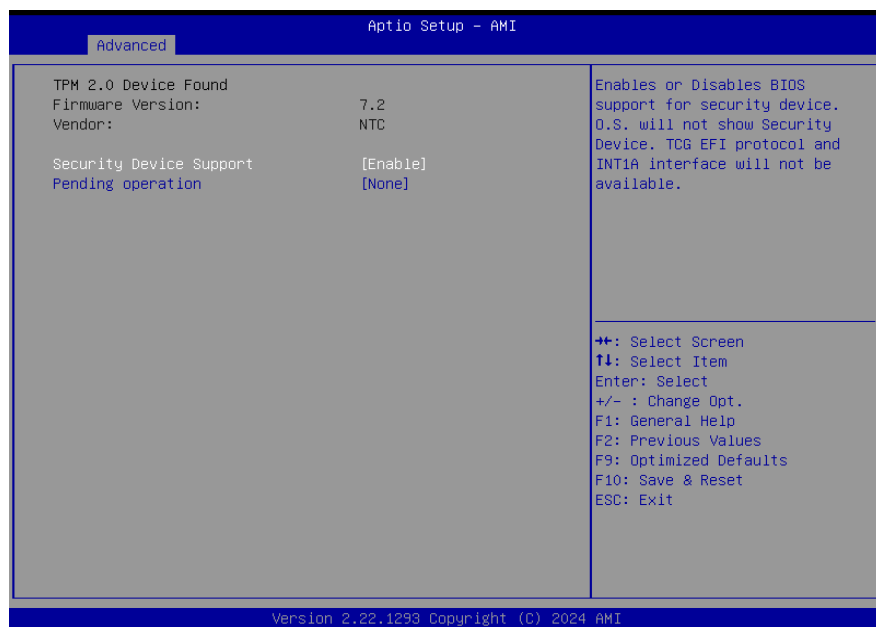 Aptio Setup – AMI
Advanced
TPM 2.0 Device Found
Firmware Version: 7.2
Vendor: NTC
Security Device Support [Enable]
Pending operation [None]
Enables or Disables BIOS
support for security device.
O.S. will not show Security
Device. TCG EFI protocol and
INT1A interface will not be
available.
→←: Select Screen
↑↓: Select Item
Enter: Select
+/- : Change Opt.
F1: General Help
F2: Previous Values
F9: Optimized Defaults
F10: Save & Reset
ESC: Exit
Version 2.22.1293 Copyright (C) 2024 AMI